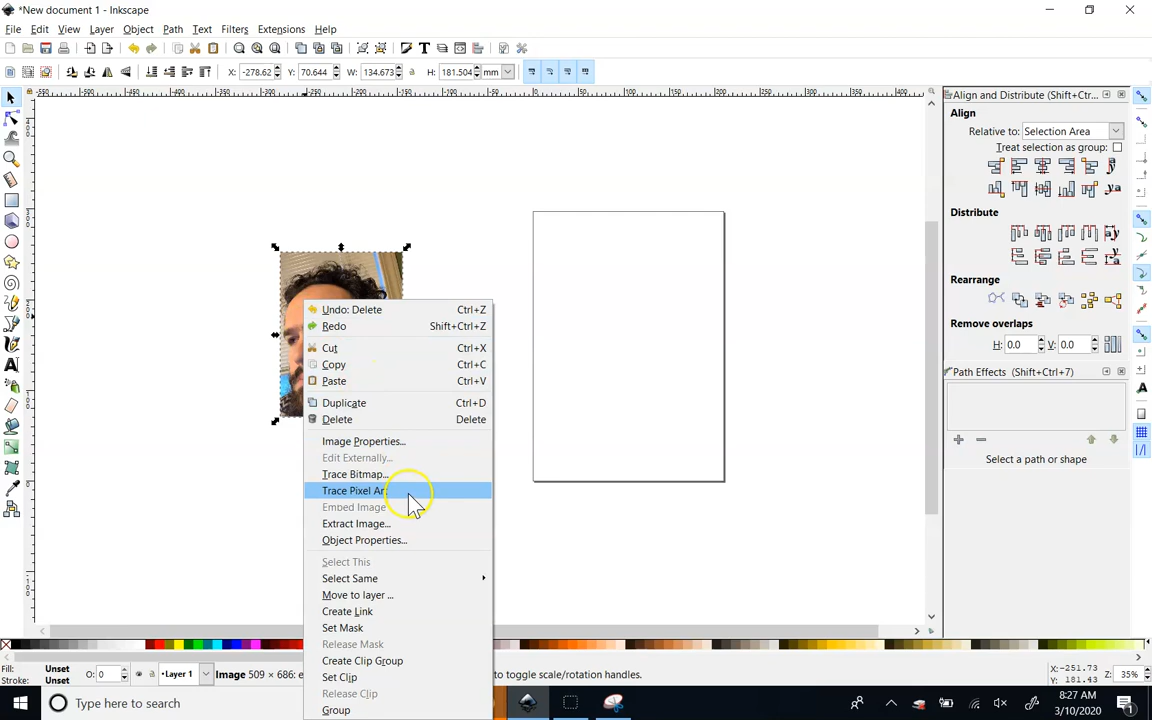 *New document 1 - Inkscape
File Edit View Layer Object Path Text Filters Extensions Help
X: -278.62 Y: 70.644 W: 134.673 H: 181.504 mm
Align and Distribute (Shift+Ctr...
Align
Relative to: Selection Area
Treat selection as group:
Distribute
Rearrange
Remove overlaps
H: 0.0 V: 0.0
Path Effects (Shift+Ctrl+7)
Select a path or shape
Undo: Delete Ctrl+Z
Redo Shift+Ctrl+Z
Cut Ctrl+X
Copy Ctrl+C
Paste Ctrl+V
Duplicate Ctrl+D
Delete Delete
Image Properties...
Edit Externally...
Trace Bitmap...
Trace Pixel Art
Embed Image
Extract Image...
Object Properties...
Select This
Select Same
Move to layer ...
Create Link
Set Mask
Release Mask
Create Clip Group
Set Clip
Release Clip
Group
Fill: Unset
Stroke: Unset
O: 0
•Layer 1
Image 509 × 686: e
to toggle scale/rotation handles.
X: -251.73
Y: 181.43
Z: 35%
Type here to search
8:27 AM
3/10/2020
1